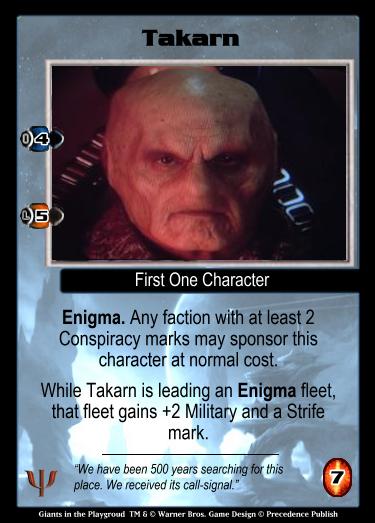 Takarn
4
5
First One Character
Enigma. Any faction with at least 2
Conspiracy marks may sponsor this
character at normal cost.
While Takarn is leading an Enigma fleet,
that fleet gains +2 Military and a Strife
mark.
“We have been 500 years searching for this
place. We received its call-signal.”
7
Giants in the Playgroud TM & © Warner Bros. Game Design © Precedence Publish